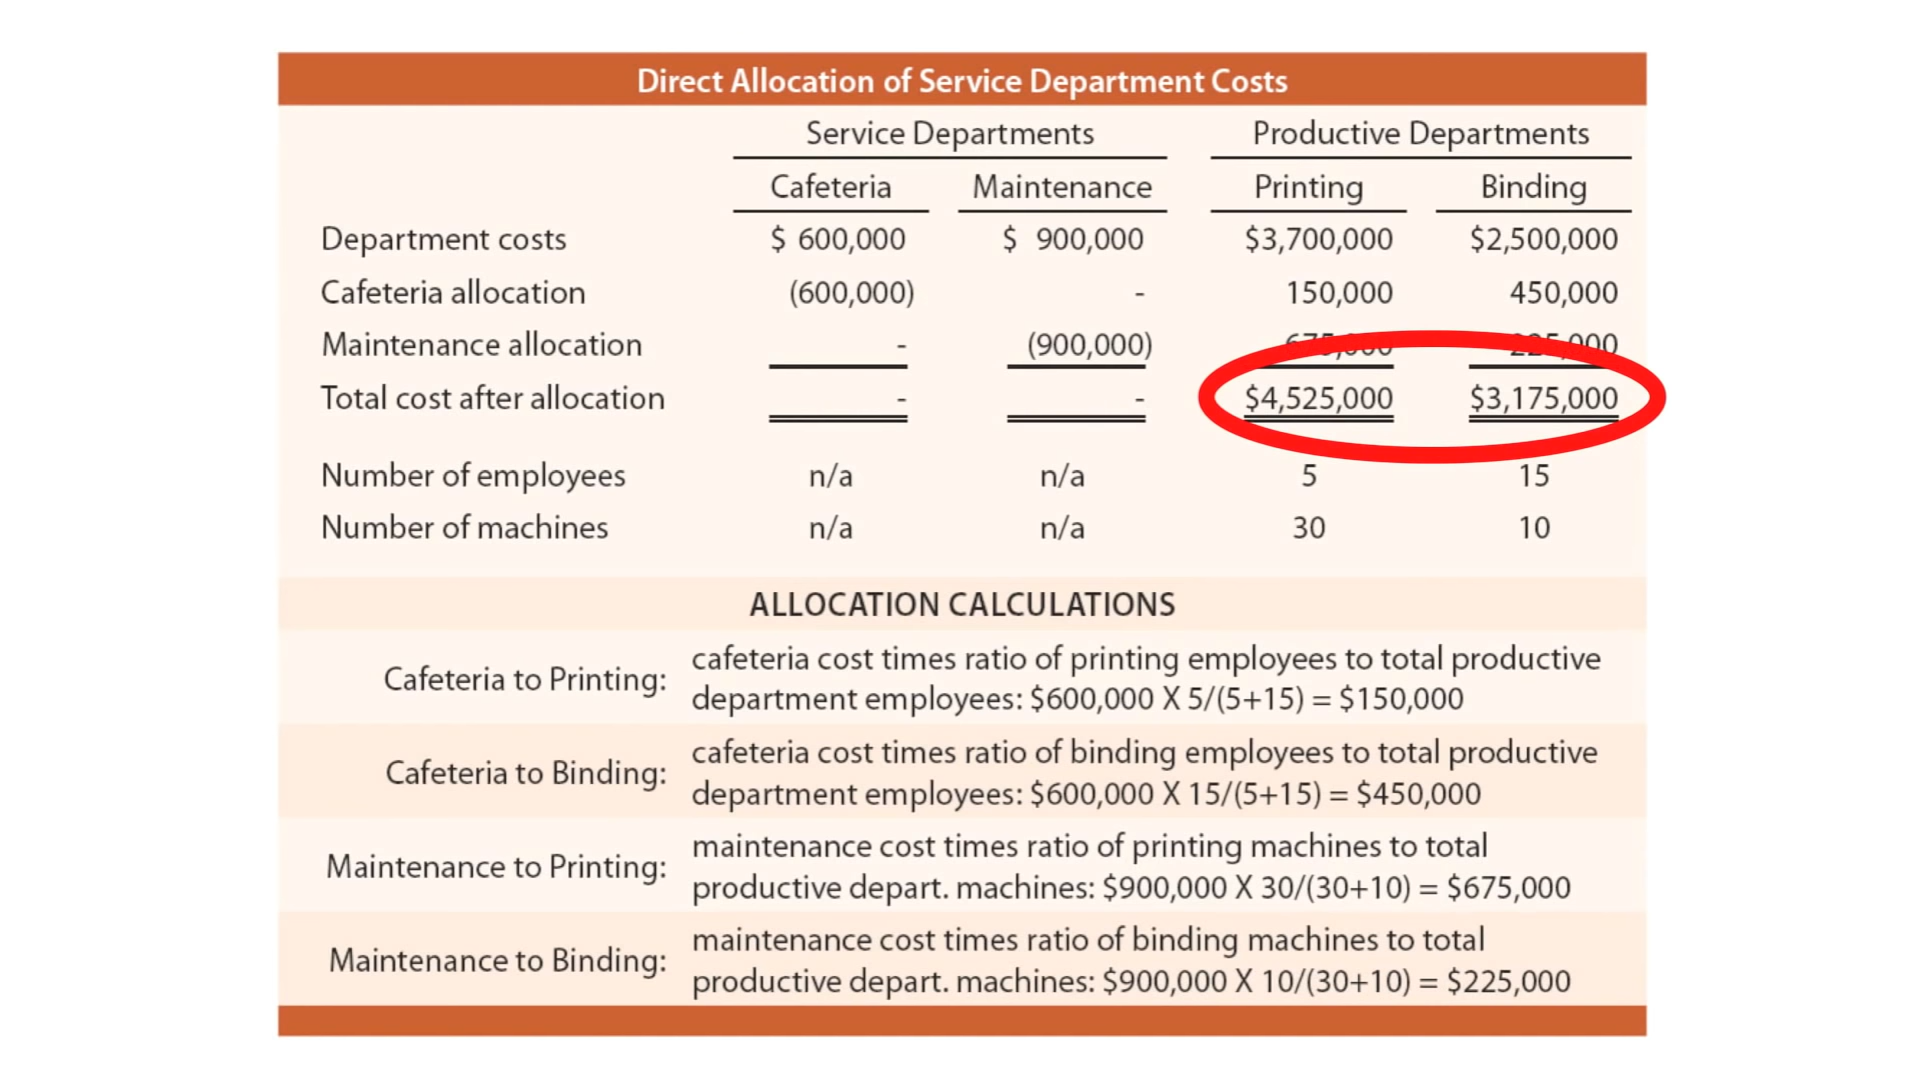 Direct Allocation of Service Department Costs
Service Departments Productive Departments
Cafeteria Maintenance Printing Binding
Department costs $ 600,000 $ 900,000 $3,700,000 $2,500,000
Cafeteria allocation (600,000) - 150,000 450,000
Maintenance allocation - (900,000) 675,000 225,000
Total cost after allocation - - $4,525,000 $3,175,000
Number of employees n/a n/a 5 15
Number of machines n/a n/a 30 10
ALLOCATION CALCULATIONS
Cafeteria to Printing:
cafeteria cost times ratio of printing employees to total productive
department employees: $600,000 X 5/(5+15) = $150,000
Cafeteria to Binding:
cafeteria cost times ratio of binding employees to total productive
department employees: $600,000 X 15/(5+15) = $450,000
Maintenance to Printing:
maintenance cost times ratio of printing machines to total
productive depart. machines: $900,000 X 30/(30+10) = $675,000
Maintenance to Binding:
maintenance cost times ratio of binding machines to total
productive depart. machines: $900,000 X 10/(30+10) = $225,000